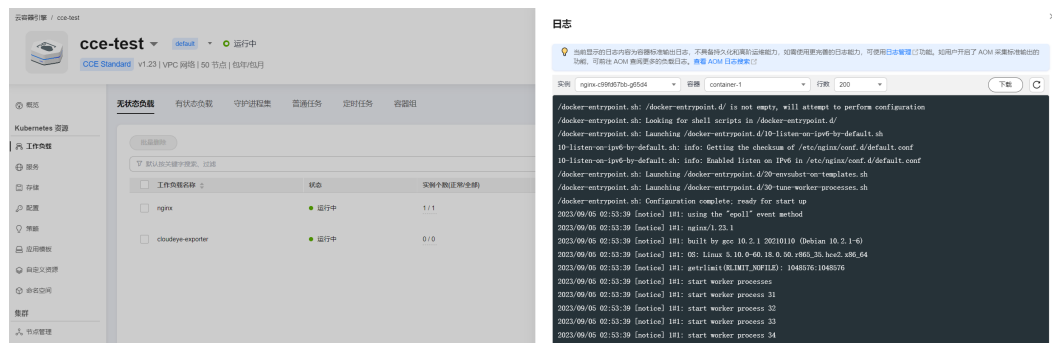 云容器引擎 / cce-test
cce-test default 运行中
CCE Standard v1.23 | VPC 网络 | 50 节点 | 包年/包月
概览
Kubernetes 资源
工作负载
服务
存储
配置
策略
应用模板
自定义资源
命名空间
集群
节点管理
无状态负载 有状态负载 守护进程集 普通任务 定时任务 容器组
批量删除
默认按关键字搜索、过滤
工作负载名称 状态 实例个数(正常/全部)
nginx 运行中 1 / 1
cloudeye-exporter 运行中 0 / 0
日志
当前显示的日志内容为容器标准输出日志，不具备持久化和高阶运维能力，如需使用更完善的日志能力，可使用日志管理功能。如用户开启了 AOM 采集标准输出的
功能，可前往 AOM 查阅更多的负载日志。查看 AOM 日志搜索
实例 nginx-c99fd67bb-g65d4 容器 container-1 行数 200 下载
/docker-entrypoint.sh: /docker-entrypoint.d/ is not empty, will attempt to perform configuration
/docker-entrypoint.sh: Looking for shell scripts in /docker-entrypoint.d/
/docker-entrypoint.sh: Launching /docker-entrypoint.d/10-listen-on-ipv6-by-default.sh
10-listen-on-ipv6-by-default.sh: info: Getting the checksum of /etc/nginx/conf.d/default.conf
10-listen-on-ipv6-by-default.sh: info: Enabled listen on IPv6 in /etc/nginx/conf.d/default.conf
/docker-entrypoint.sh: Launching /docker-entrypoint.d/20-envsubst-on-templates.sh
/docker-entrypoint.sh: Launching /docker-entrypoint.d/30-tune-worker-processes.sh
/docker-entrypoint.sh: Configuration complete; ready for start up
2023/09/05 02:53:39 [notice] 1#1: using the "epoll" event method
2023/09/05 02:53:39 [notice] 1#1: nginx/1.23.1
2023/09/05 02:53:39 [notice] 1#1: built by gcc 10.2.1 20210110 (Debian 10.2.1-6)
2023/09/05 02:53:39 [notice] 1#1: OS: Linux 5.10.0-60.18.0.50.r865_35.hce2.x86_64
2023/09/05 02:53:39 [notice] 1#1: getrlimit(RLIMIT_NOFILE): 1048576:1048576
2023/09/05 02:53:39 [notice] 1#1: start worker processes
2023/09/05 02:53:39 [notice] 1#1: start worker process 31
2023/09/05 02:53:39 [notice] 1#1: start worker process 32
2023/09/05 02:53:39 [notice] 1#1: start worker process 33
2023/09/05 02:53:39 [notice] 1#1: start worker process 34